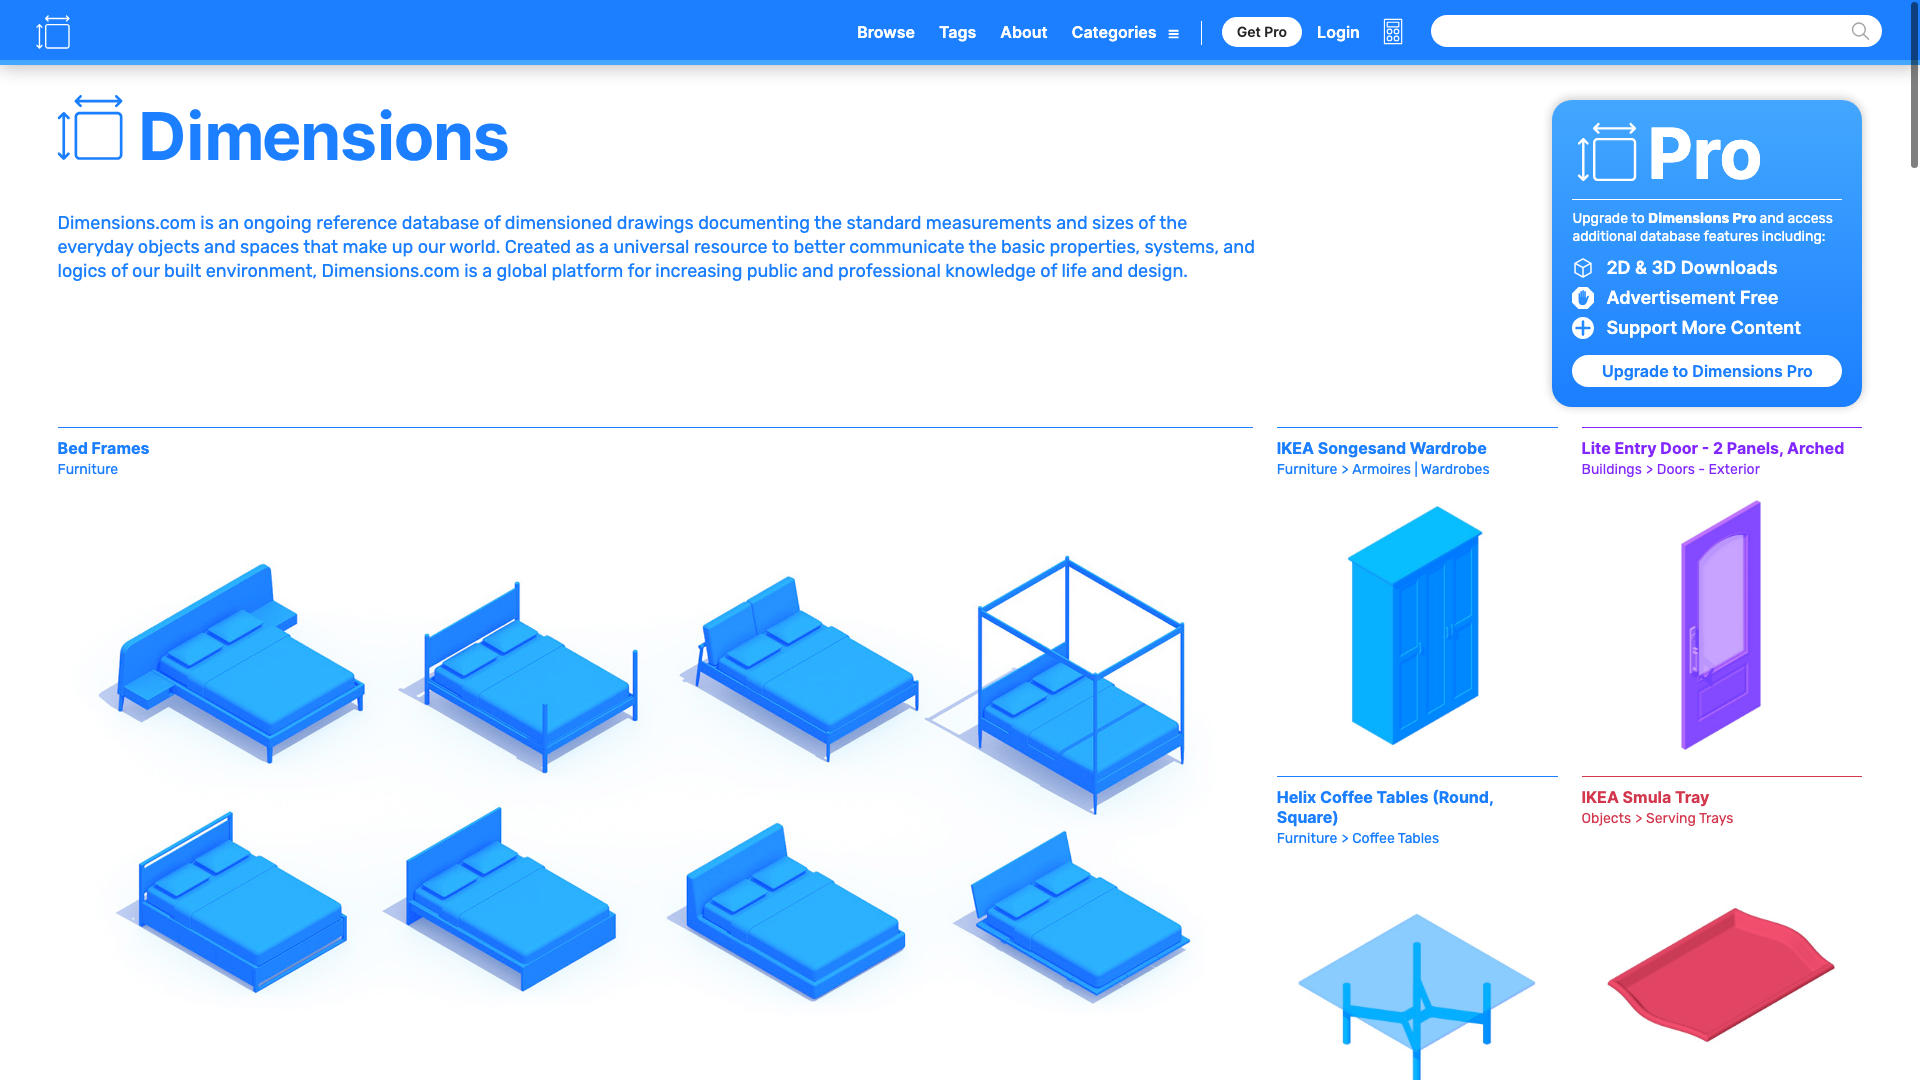 Browse
Tags
About
Categories
Get Pro
Login
Dimensions
Dimensions.com is an ongoing reference database of dimensioned drawings documenting the standard measurements and sizes of the
everyday objects and spaces that make up our world. Created as a universal resource to better communicate the basic properties, systems, and
logics of our built environment, Dimensions.com is a global platform for increasing public and professional knowledge of life and design.
Pro
Upgrade to Dimensions Pro and access
additional database features including:
2D & 3D Downloads
Advertisement Free
Support More Content
Upgrade to Dimensions Pro
Bed Frames
Furniture
IKEA Songesand Wardrobe
Furniture > Armoires | Wardrobes
Lite Entry Door - 2 Panels, Arched
Buildings > Doors - Exterior
Helix Coffee Tables (Round,
Square)
Furniture > Coffee Tables
IKEA Smula Tray
Objects > Serving Trays